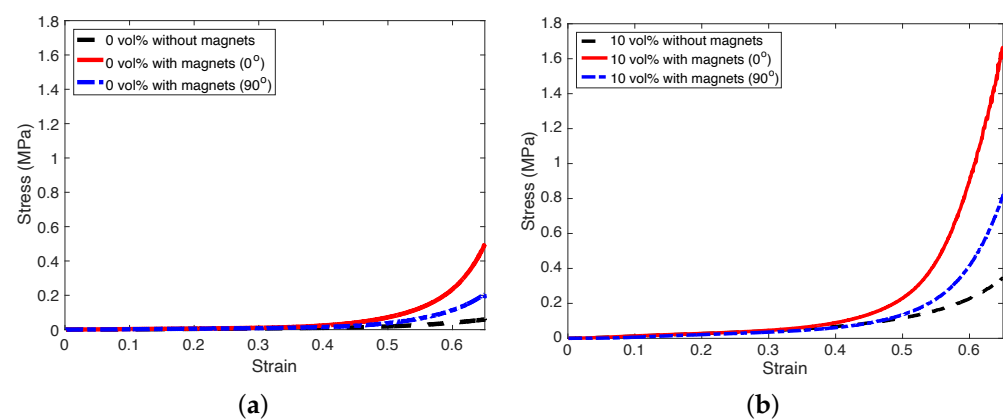 1.8
1.6
1.4
1.2
1
0.8
0.6
0.4
0.2
0
Stress (MPa)
0 vol% without magnets
0 vol% with magnets (0°)
0 vol% with magnets (90°)
0 0.1 0.2 0.3 0.4 0.5 0.6
Strain
(a)
1.8
1.6
1.4
1.2
1
0.8
0.6
0.4
0.2
0
Stress (MPa)
10 vol% without magnets
10 vol% with magnets (0°)
10 vol% with magnets (90°)
0 0.1 0.2 0.3 0.4 0.5 0.6
Strain
(b)